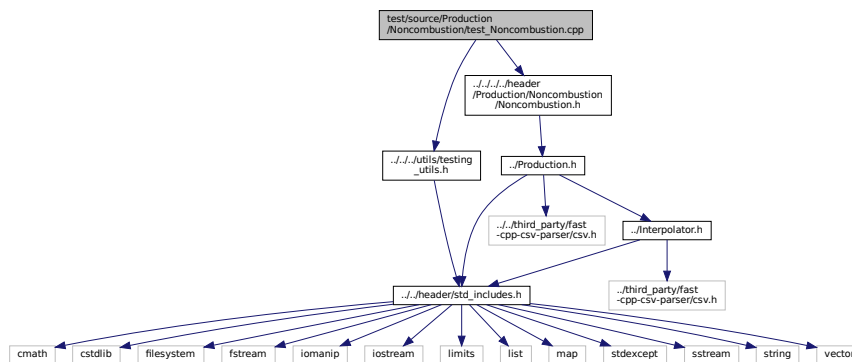 test/source/Production
/Noncombustion/test_Noncombustion.cpp
../../../../header
/Production/Noncombustion
/Noncombustion.h
../../../utils/testing
_utils.h
../Production.h
../../third_party/fast
-cpp-csv-parser/csv.h
../Interpolator.h
../third_party/fast
-cpp-csv-parser/csv.h
../../header/std_includes.h
cmath
cstdlib
filesystem
fstream
iomanip
iostream
limits
list
map
stdexcept
sstream
string
vector